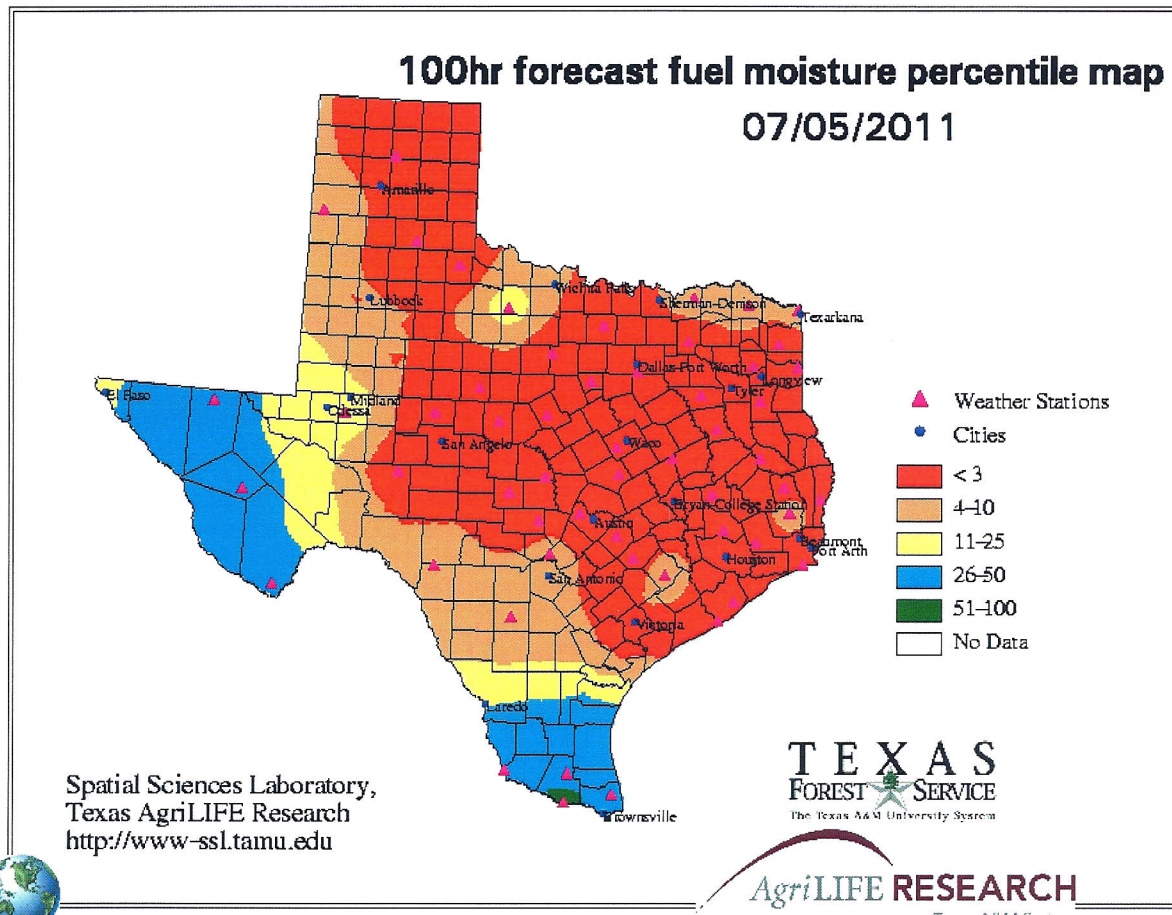 100hr forecast fuel moisture percentile map
07/05/2011
Amarillo
Lubbock
Wichita Falls
Sherman-Denison
Texarkana
Dallas-Fort Worth
Longview
Tyler
El Paso
Midland
Odessa
San Angelo
Waco
Bryan-College Station
Austin
Beaumont
Port Arth
Houston
San Antonio
Victoria
Laredo
Brownsville
Weather Stations
Cities
< 3
4-10
11-25
26-50
51-100
No Data
Spatial Sciences Laboratory,
Texas AgriLIFE Research
http://www-ssl.tamu.edu
TEXAS
FOREST SERVICE
The Texas A&M University System
AgriLIFE RESEARCH